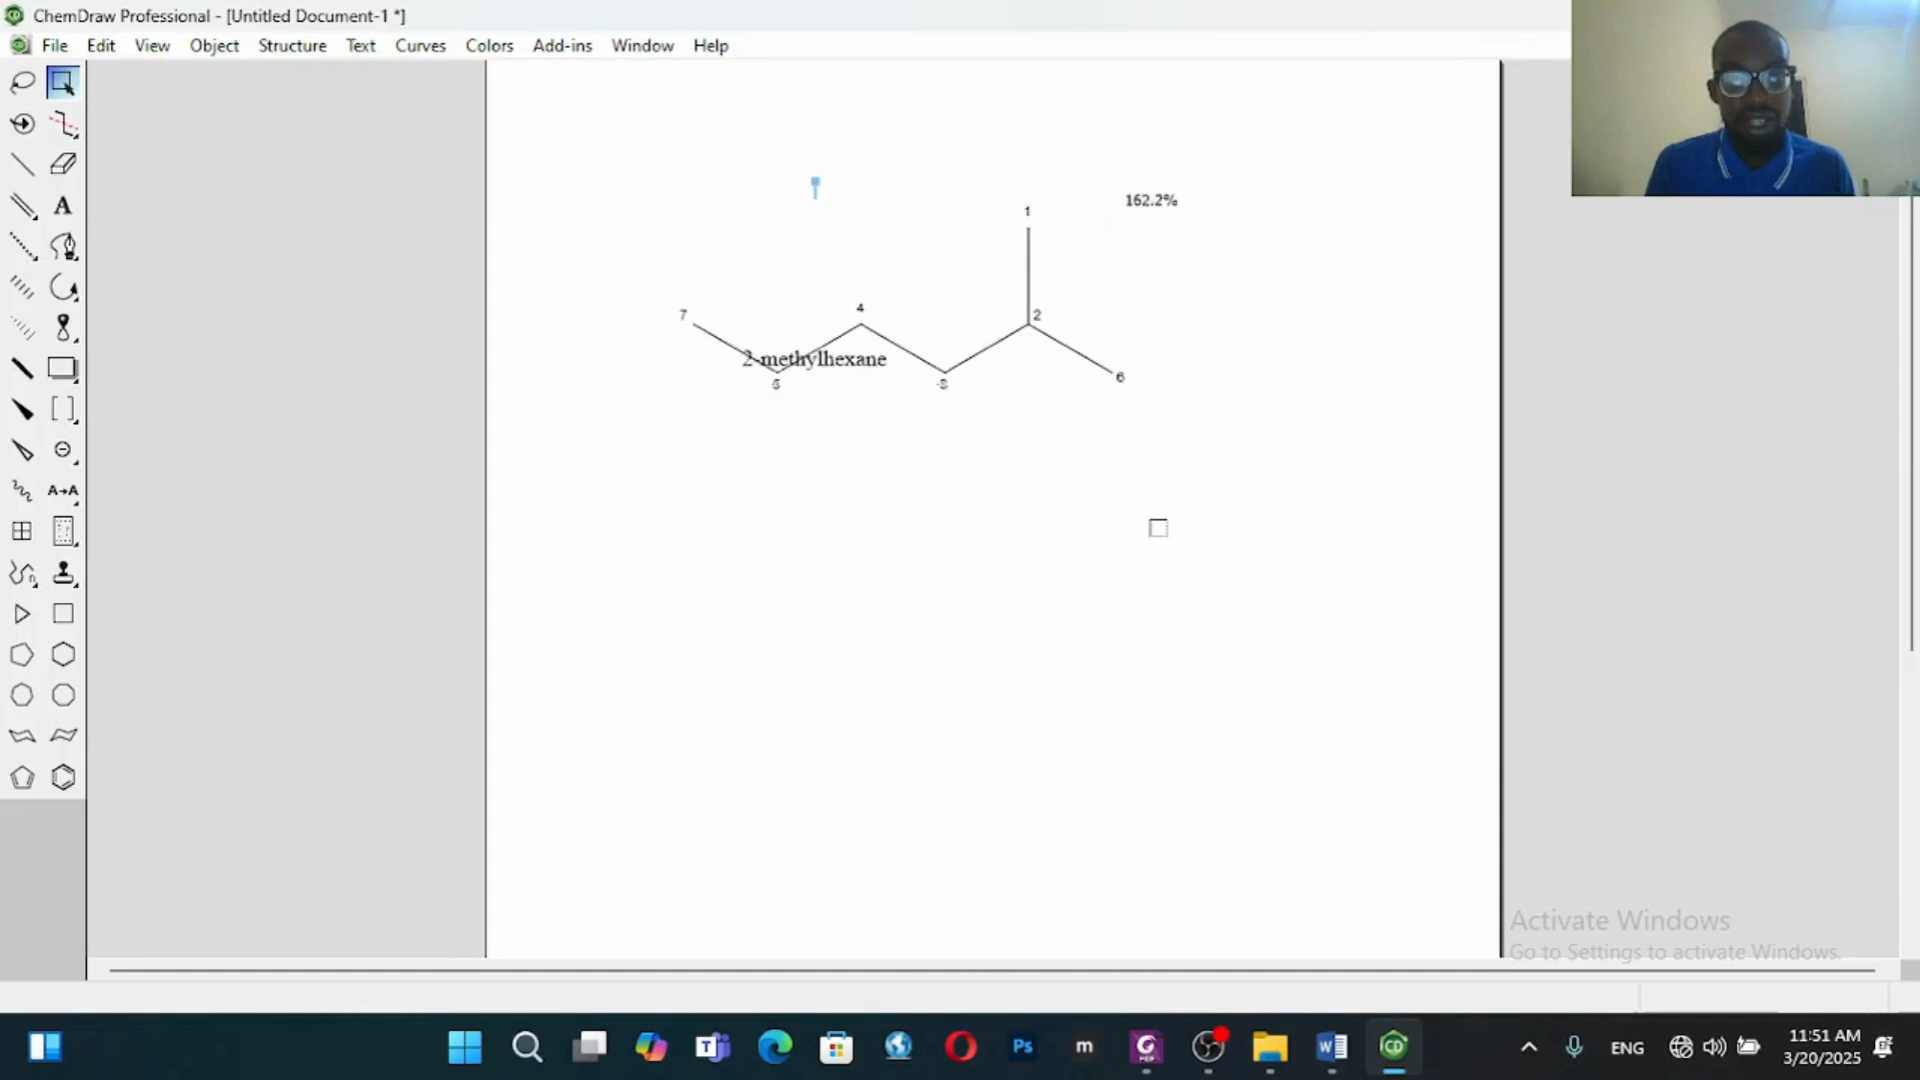 ChemDraw Professional - [Untitled Document-1 *]
File Edit View Object Structure Text Curves Colors Add-ins Window Help
A
A→A
162.2%
1
7
4
2
2-methylhexane
5
3
6
Activate Windows
Go to Settings to activate Windows.
Ps
m
W
CD
ENG
11:51 AM
3/20/2025